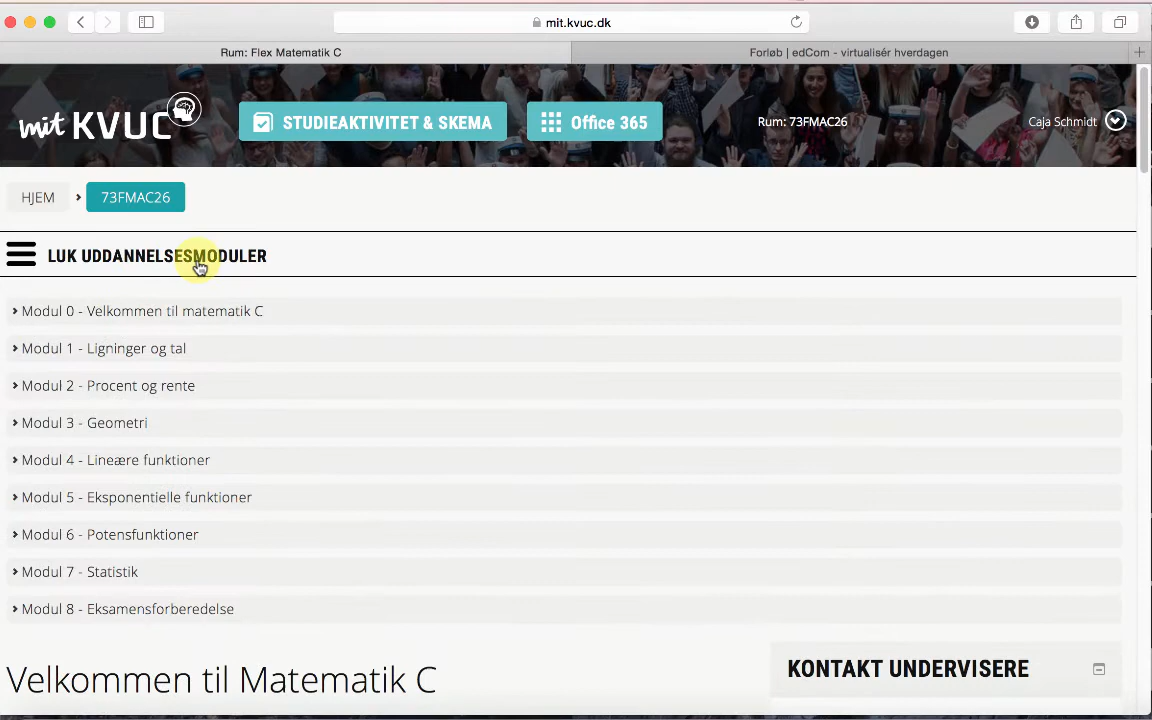 mit.kvuc.dk
Rum: Flex Matematik C
Forløb | edCom - virtualisér hverdagen
mit KVUC
STUDIEAKTIVITET & SKEMA
Office 365
Rum: 73FMAC26
Caja Schmidt
HJEM
73FMAC26
LUK UDDANNELSESMODULER
Modul 0 - Velkommen til matematik C
Modul 1 - Ligninger og tal
Modul 2 - Procent og rente
Modul 3 - Geometri
Modul 4 - Lineære funktioner
Modul 5 - Eksponentielle funktioner
Modul 6 - Potensfunktioner
Modul 7 - Statistik
Modul 8 - Eksamensforberedelse
Velkommen til Matematik C
KONTAKT UNDERVISERE